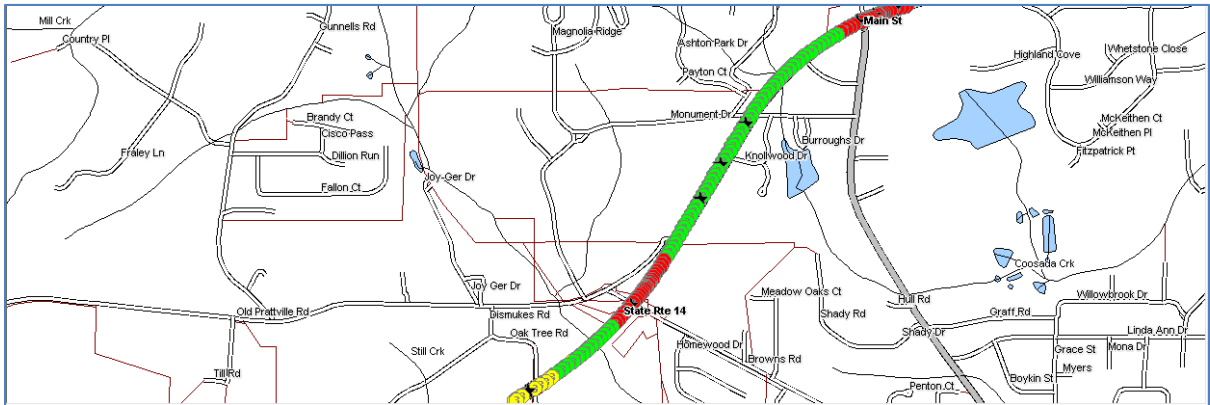 Mill Crk
Country Pl
Gunnells Rd
Magnolia Ridge
Main St
Ashton Park Dr
Payton Ct
Highland Cove
Whetstone Close
Williamson Way
Monument Dr
McKeithen Ct
McKeithen Pl
Brandy Ct
Cisco Pass
Burroughs Dr
Fraley Ln
Dillion Run
Knollwood Dr
Fitzpatrick Pt
Joy-Ger Dr
Fallon Ct
Coosada Crk
Joy Ger Dr
Meadow Oaks Ct
Hull Rd
Willowbrook Dr
Old Prattville Rd
Dismukes Rd
State Rte 14
Shady Rd
Graff Rd
Oak Tree Rd
Shady Dr
Linda Ann Dr
Still Crk
Homewood Dr
Grace St
Mona Dr
Browns Rd
Myers
Till Rd
Boykin St
Penton Ct